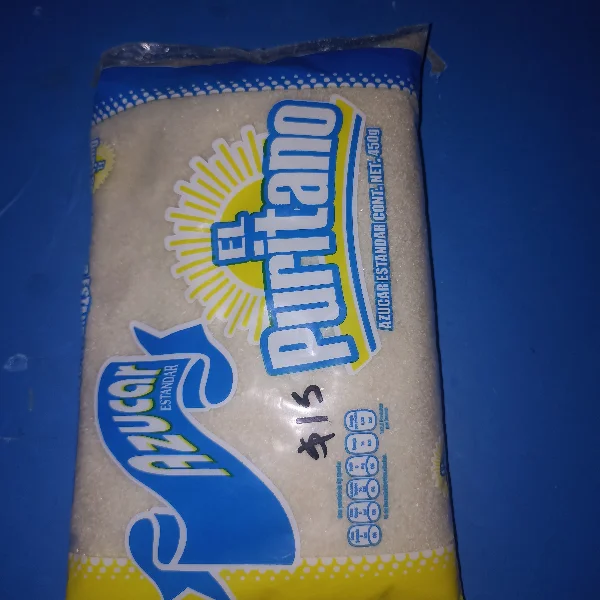 EL
Puritano
AZUCAR ESTANDAR CONT. NET. 450g
Azucar
ESTANDAR
$15